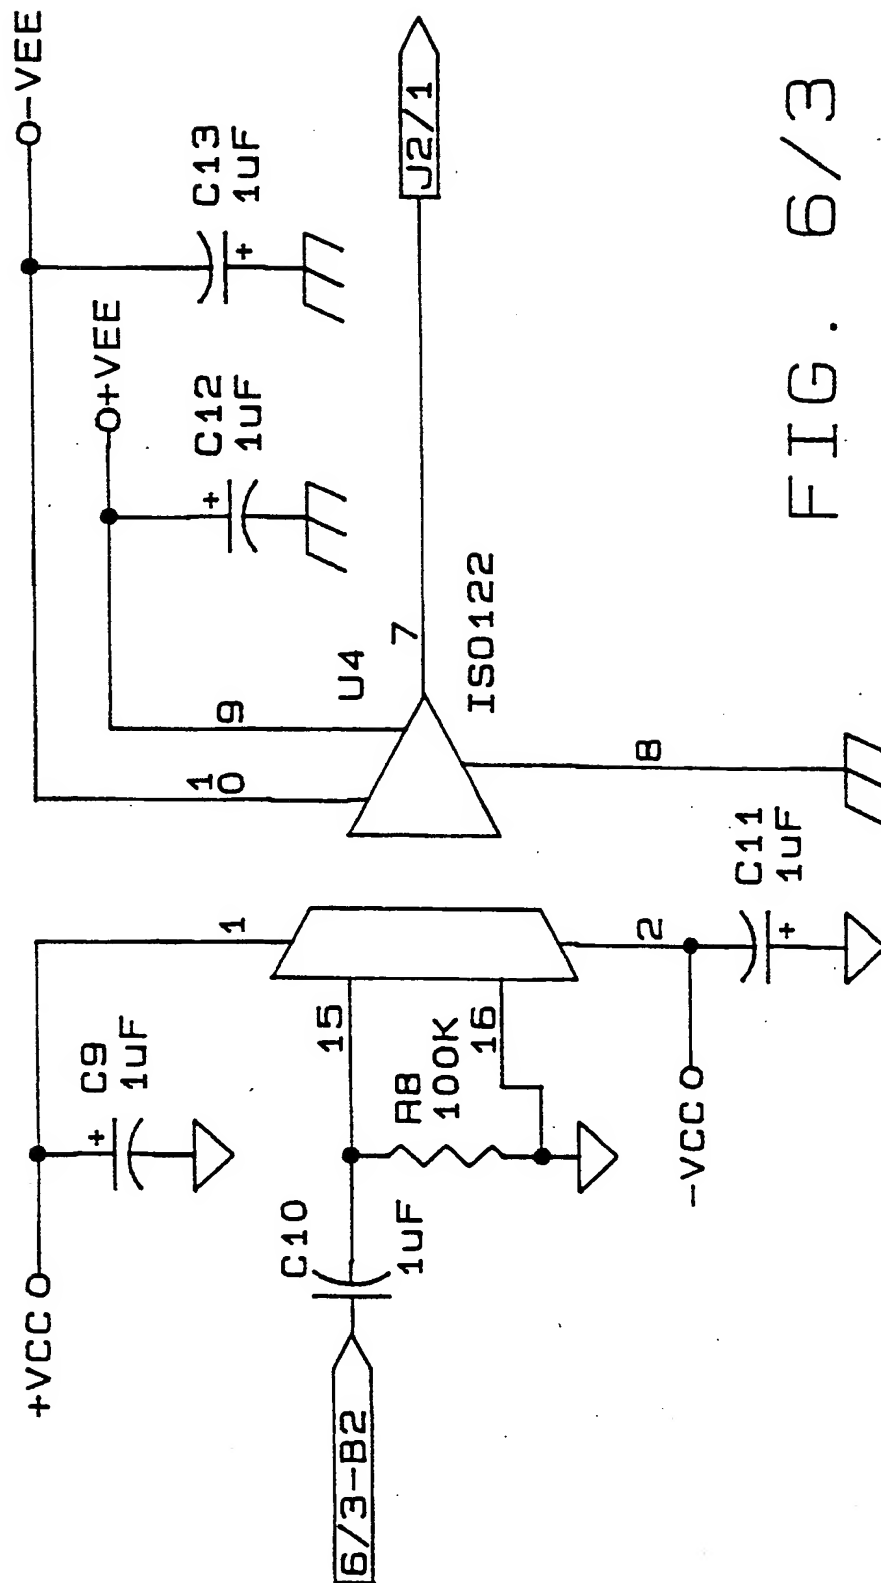 +VCC
C9
1uF
1
6/3-B2
C10
1uF
15
R8
100K
16
2
-VCC
C11
1uF
10
9
U4
7
ISO122
8
+VEE
C12
1uF
-VEE
C13
1uF
J2/1
FIG. 6/3